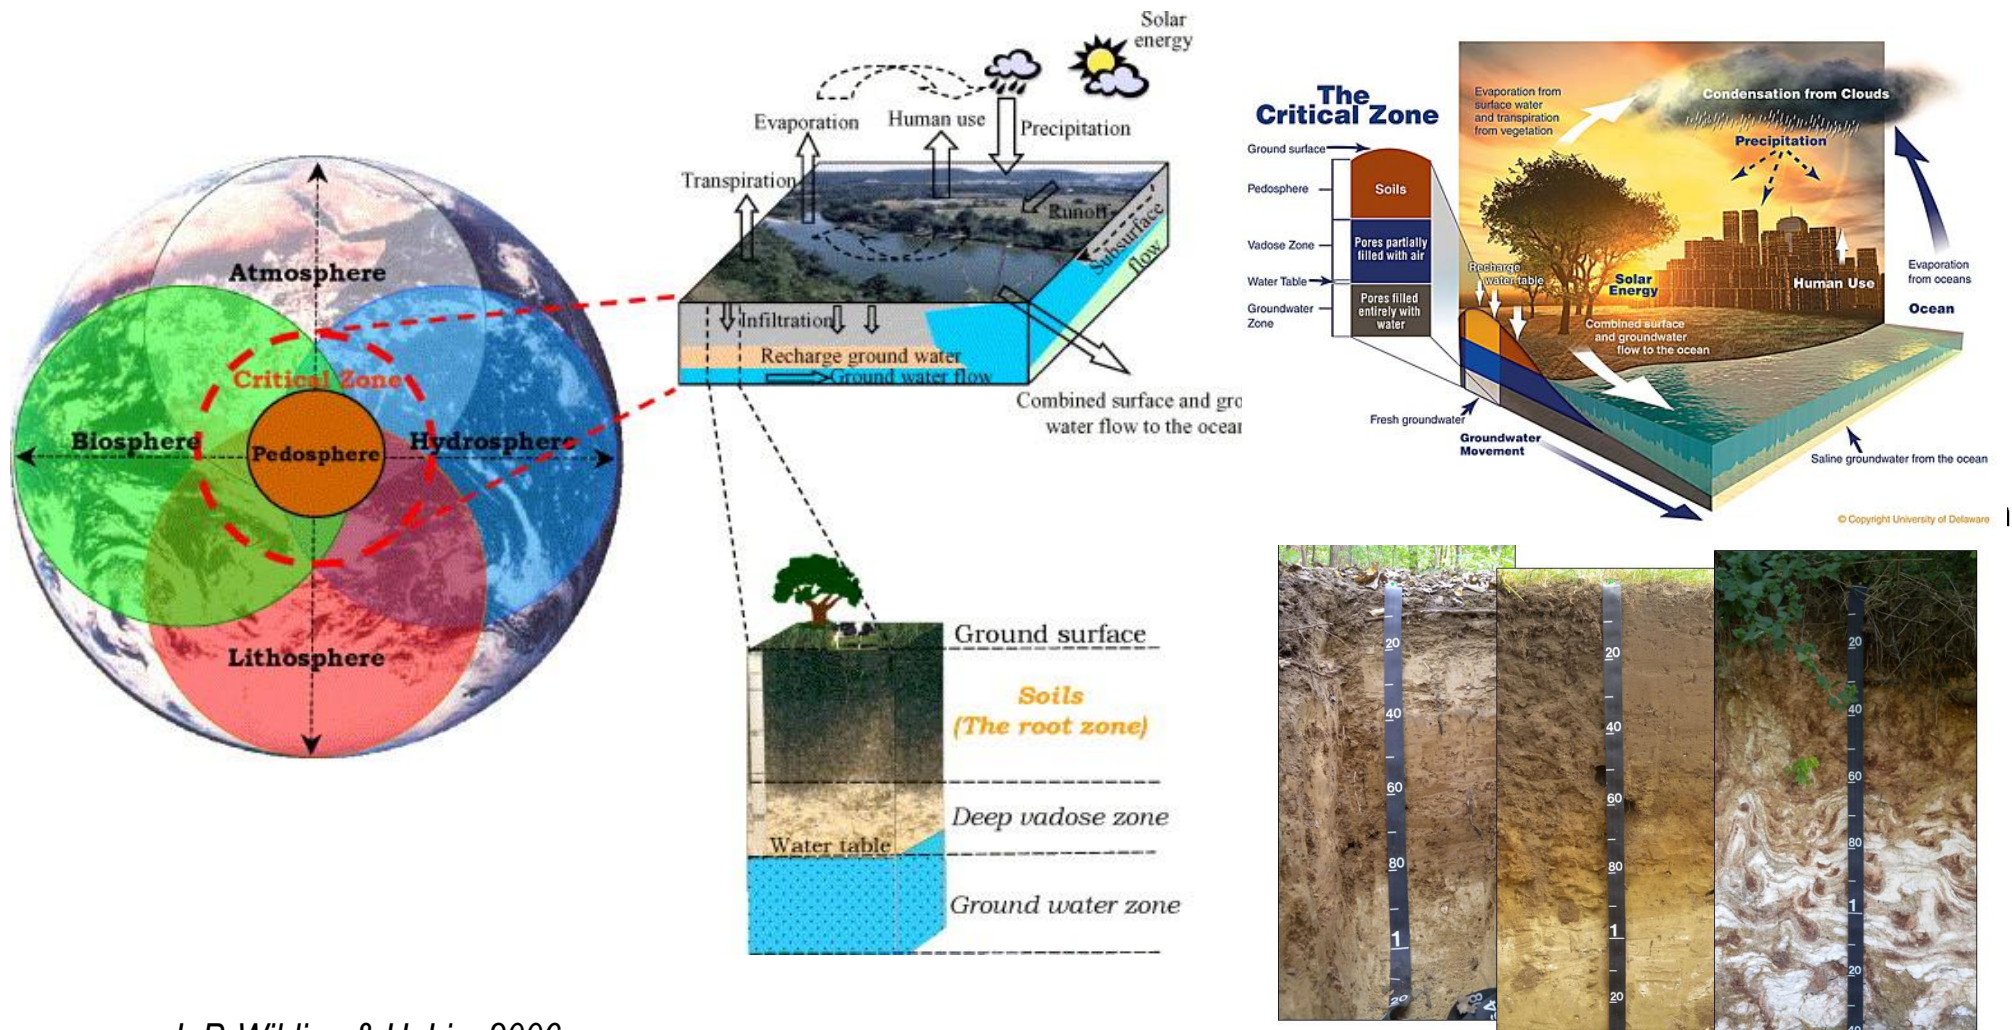 Atmosphere
Critical Zone
Biosphere
Pedosphere
Hydrosphere
Lithosphere
Solar
energy
Evaporation
Human use
Precipitation
Transpiration
Runoff
Subsurface
flow
Infiltration
Recharge ground water
Ground water flow
Combined surface and gro
water flow to the ocean
Ground surface
Soils
(The root zone)
Deep vadose zone
Water table
Ground water zone
The
Critical Zone
Ground surface
Pedosphere
Vadose Zone
Water Table
Groundwater
Zone
Soils
Pores partially
filled with air
Pores filled
entirely with
water
Evaporation from
surface water
and transpiration
from vegetation
Condensation from Clouds
Precipitation
Recharge
water table
Solar
Energy
Human Use
Evaporation
from oceans
Ocean
Combined surface
and groundwater
flow to the ocean
Fresh groundwater
Groundwater
Movement
Saline groundwater from the ocean
© Copyright University of Delaware
20
40
60
80
1
20
20
40
60
80
1
20
20
40
60
80
1
20
40